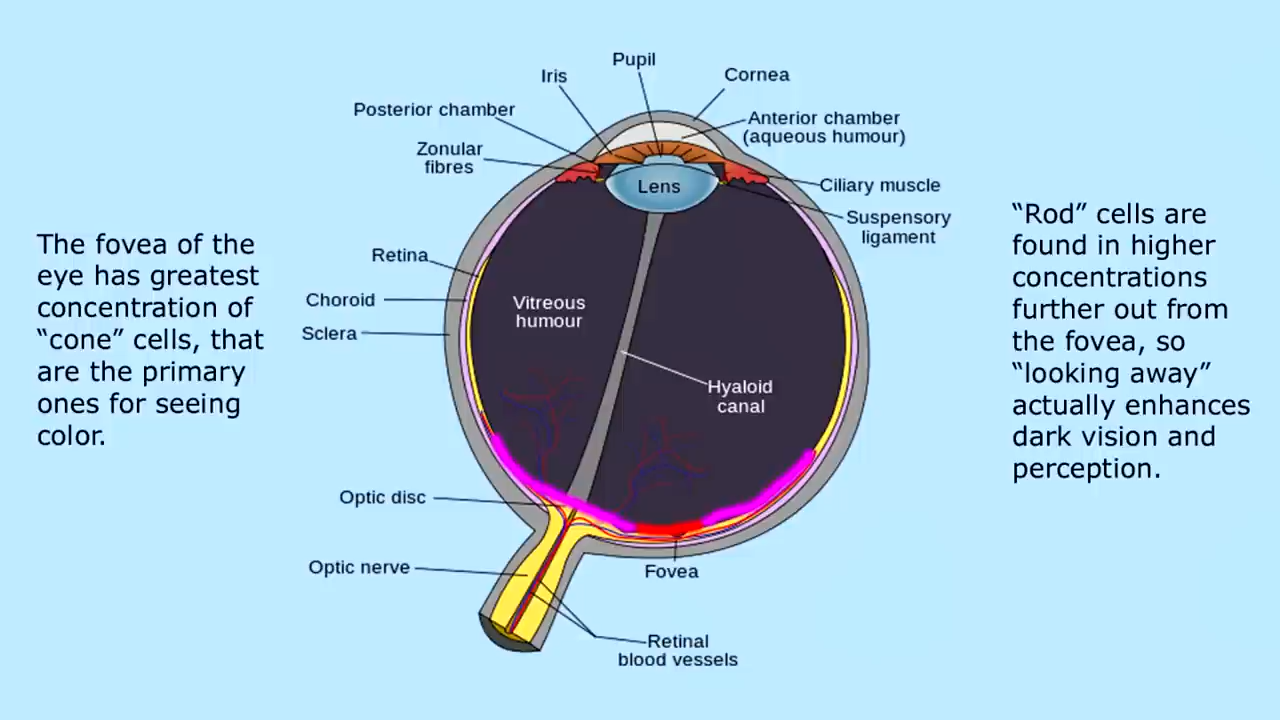 Pupil
Iris
Cornea
Posterior chamber
Anterior chamber
(aqueous humour)
Zonular
fibres
Lens
Ciliary muscle
Suspensory
ligament
Retina
Choroid
Sclera
Vitreous
humour
Hyaloid
canal
Optic disc
Optic nerve
Fovea
Retinal
blood vessels
The fovea of the
eye has greatest
concentration of
“cone” cells, that
are the primary
ones for seeing
color.
“Rod” cells are
found in higher
concentrations
further out from
the fovea, so
“looking away”
actually enhances
dark vision and
perception.